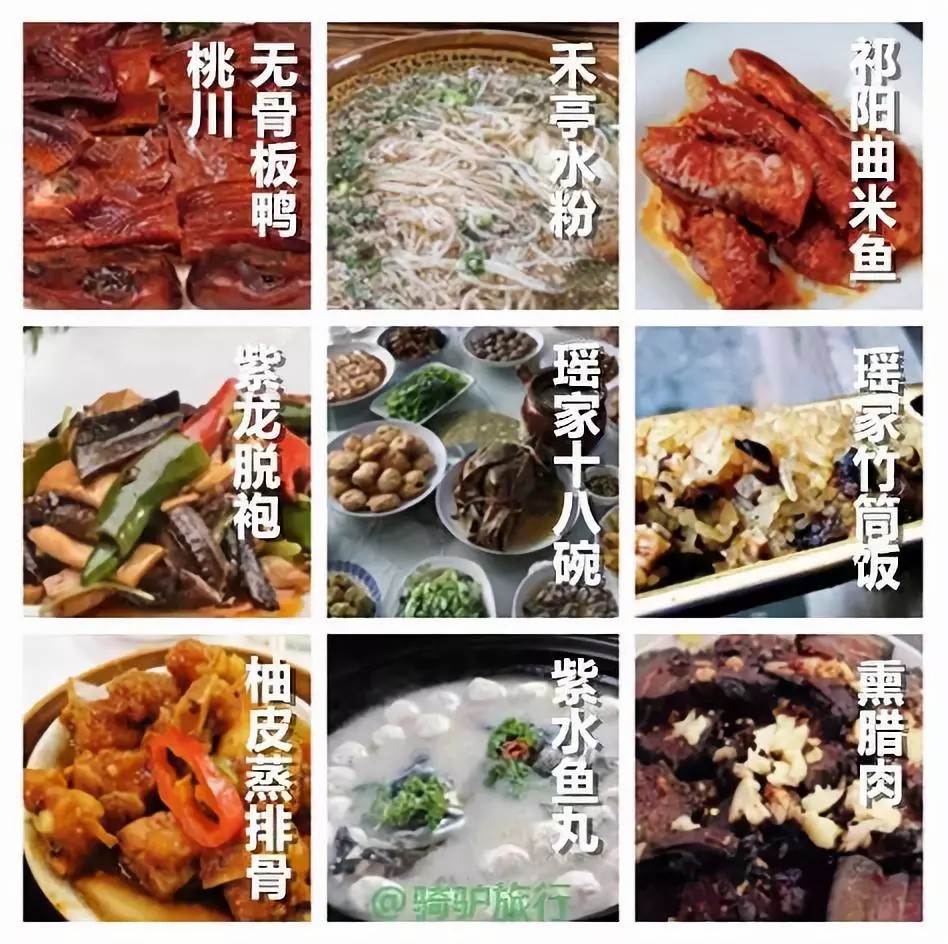 桃川
无骨板鸭
禾亭水粉
祁阳曲米鱼
紫龙脱袍
瑶家十八碗
瑶家竹筒饭
柚皮蒸排骨
紫水鱼丸
熏腊肉
@骑驴旅行